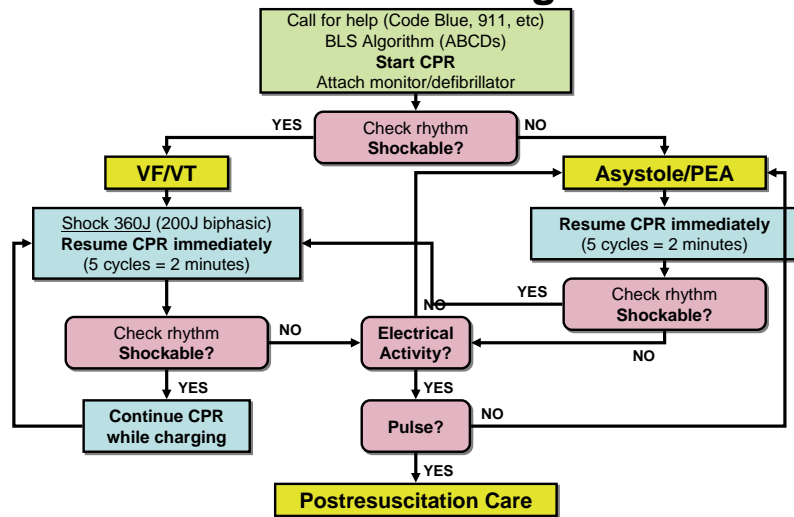 Call for help (Code Blue, 911, etc)
BLS Algorithm (ABCDs)
Start CPR
Attach monitor/defibrillator
YES
Check rhythm
Shockable?
NO
VF/VT
Asystole/PEA
Shock 360J (200J biphasic)
Resume CPR immediately
(5 cycles = 2 minutes)
Resume CPR immediately
(5 cycles = 2 minutes)
YES
Check rhythm
Shockable?
NO
Check rhythm
Shockable?
NO
Electrical
Activity?
NO
YES
YES
Continue CPR
while charging
Pulse?
NO
YES
Postresuscitation Care